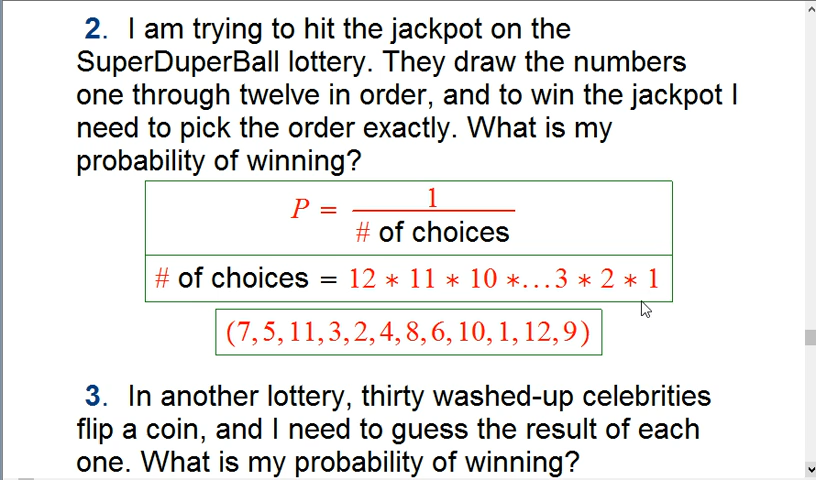 2. I am trying to hit the jackpot on the
SuperDuperBall lottery. They draw the numbers
one through twelve in order, and to win the jackpot I
need to pick the order exactly. What is my
probability of winning?
P = 1 / # of choices
# of choices = 12 * 11 * 10 *...3 * 2 * 1
(7, 5, 11, 3, 2, 4, 8, 6, 10, 1, 12, 9)
3. In another lottery, thirty washed-up celebrities
flip a coin, and I need to guess the result of each
one. What is my probability of winning?